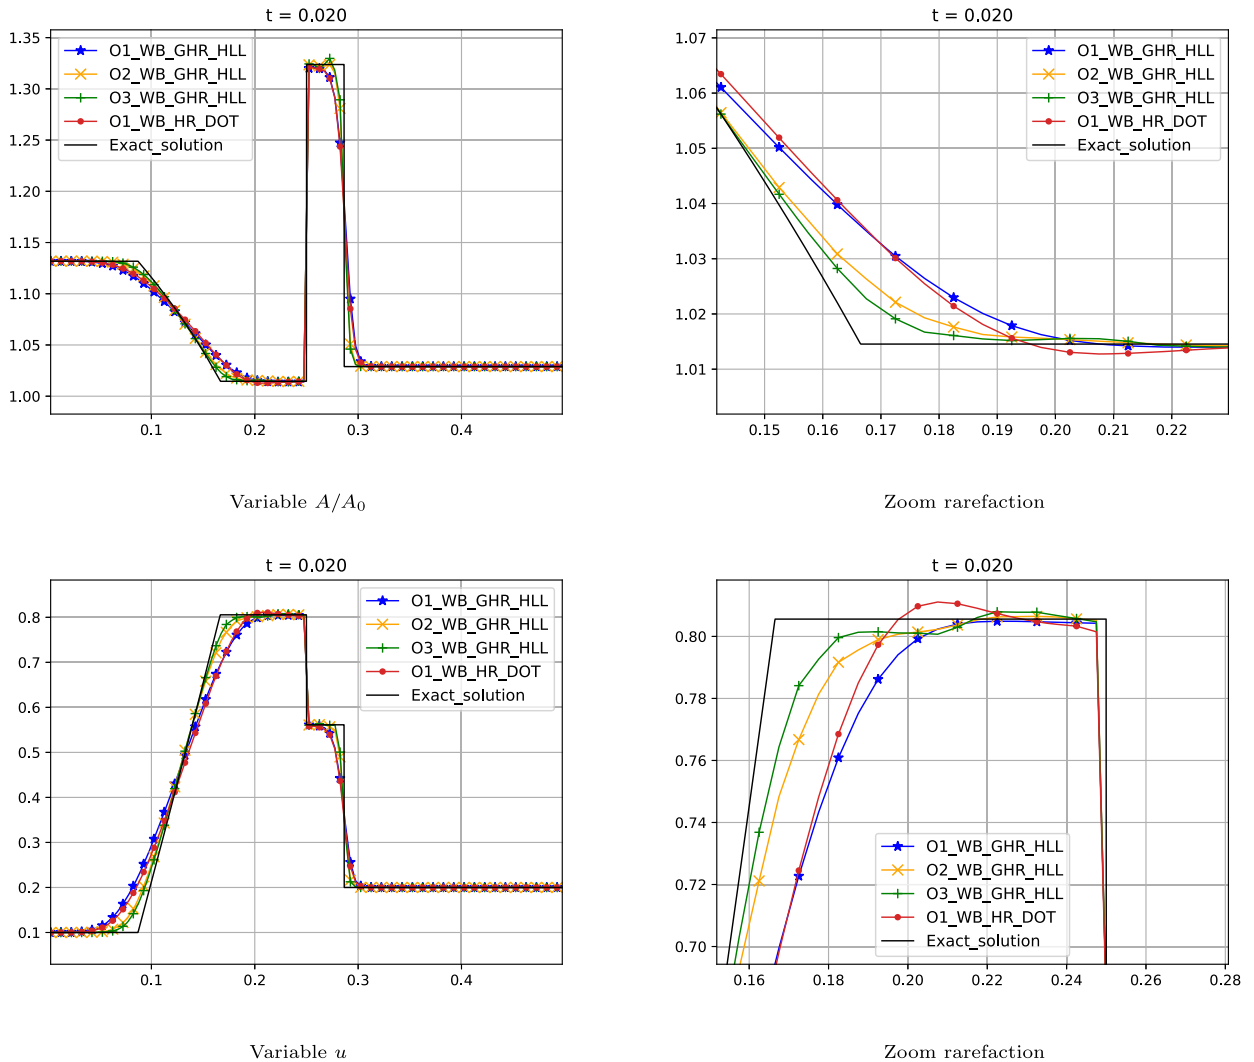 t = 0.020
1.35
1.30
1.25
1.20
1.15
1.10
1.05
1.00
0.1
0.2
0.3
0.4
O1_WB_GHR_HLL
O2_WB_GHR_HLL
O3_WB_GHR_HLL
O1_WB_HR_DOT
Exact_solution
Variable A/A₀
t = 0.020
1.07
1.06
1.05
1.04
1.03
1.02
1.01
0.15
0.16
0.17
0.18
0.19
0.20
0.21
0.22
O1_WB_GHR_HLL
O2_WB_GHR_HLL
O3_WB_GHR_HLL
O1_WB_HR_DOT
Exact_solution
Zoom rarefaction
t = 0.020
0.8
0.7
0.6
0.5
0.4
0.3
0.2
0.1
0.1
0.2
0.3
0.4
O1_WB_GHR_HLL
O2_WB_GHR_HLL
O3_WB_GHR_HLL
O1_WB_HR_DOT
Exact_solution
Variable u
t = 0.020
0.80
0.78
0.76
0.74
0.72
0.70
0.16
0.18
0.20
0.22
0.24
0.26
0.28
O1_WB_GHR_HLL
O2_WB_GHR_HLL
O3_WB_GHR_HLL
O1_WB_HR_DOT
Exact_solution
Zoom rarefaction